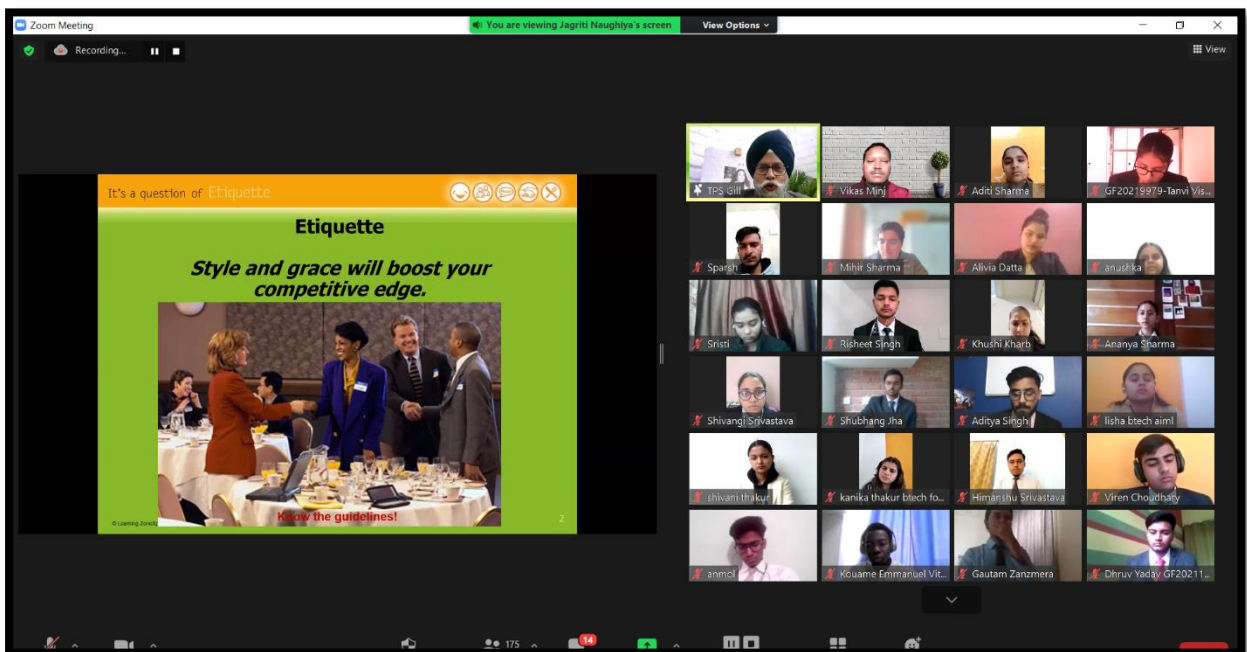 Zoom Meeting
You are viewing Jagriti Naughiya's screen
View Options
Recording...
View
It's a question of Etiquette
Etiquette
Style and grace will boost your
competitive edge.
Know the guidelines!
2
TPS Gill
Vikas Minj
Aditi Sharma
GF20219979-Tanvi Vis...
Sparsh
Mihir Sharma
Alivia Datta
anushka
Sristi
Risheet Singh
Khushi Kharb
Ananya Sharma
Shivangi Srivastava
Shubhang Jha
Aditya Singh
lisha btech aiml
shivani thakur
kanika thakur btech fo...
Himanshu Srivastava
Viren Choudhary
anmol
Kouame Emmanuel Vit...
Gautam Zanzmera
Dhruv Yadav GF20211...
175
14